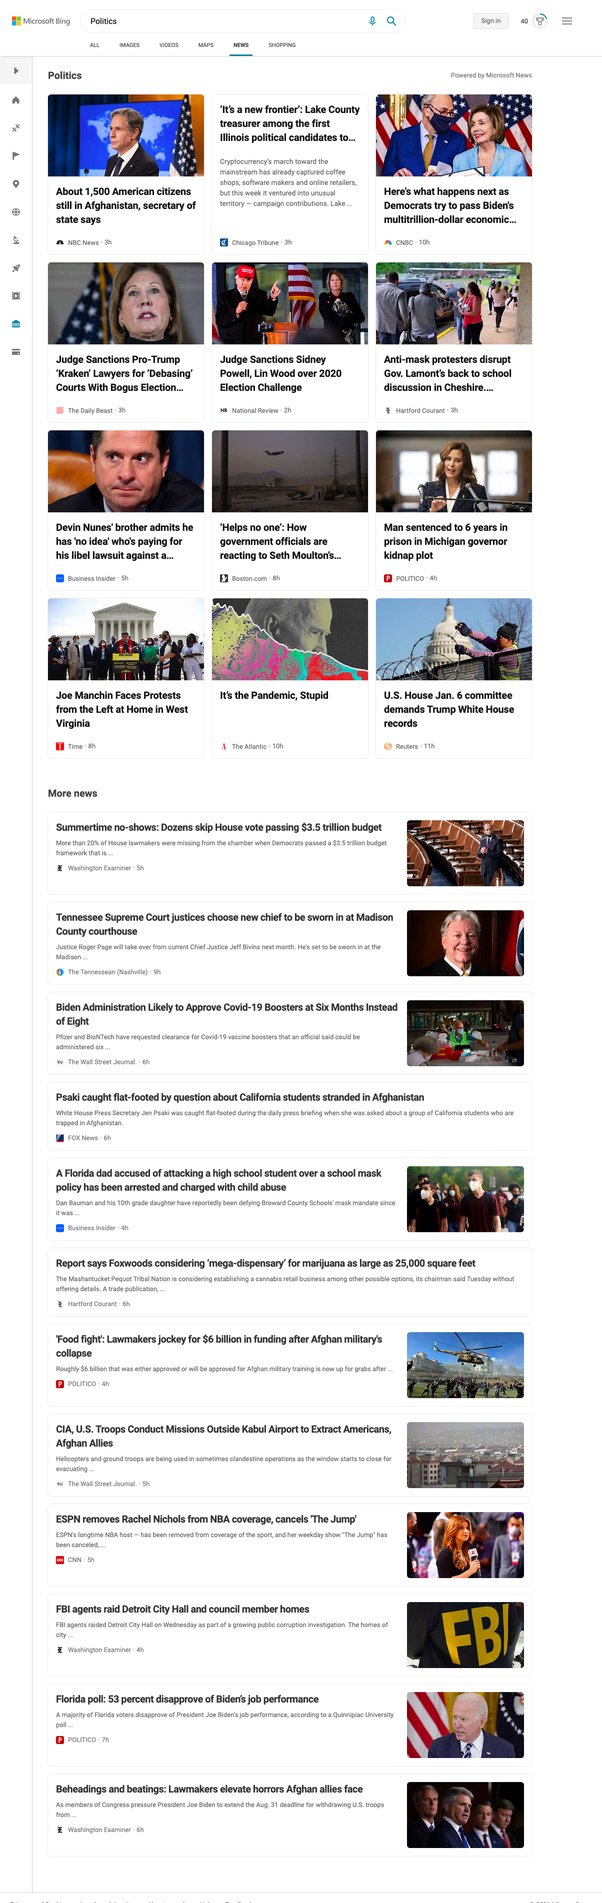 Microsoft Bing
Politics
Sign in
40
ALL
IMAGES
VIDEOS
MAPS
NEWS
SHOPPING
Politics
Powered by Microsoft News
About 1,500 American citizens
still in Afghanistan, secretary of
state says
NBC News · 3h
‘It’s a new frontier’: Lake County
treasurer among the first
Illinois political candidates to...
Cryptocurrency’s march toward the
mainstream has already captured coffee
shops, software makers and online retailers,
but this week it ventured into unusual
territory — campaign contributions. Lake ...
Chicago Tribune · 3h
Here's what happens next as
Democrats try to pass Biden's
multitrillion-dollar economic...
CNBC · 10h
Judge Sanctions Pro-Trump
‘Kraken’ Lawyers for ‘Debasing’
Courts With Bogus Election...
The Daily Beast · 3h
Judge Sanctions Sidney
Powell, Lin Wood over 2020
Election Challenge
NR National Review · 2h
Anti-mask protesters disrupt
Gov. Lamont’s back to school
discussion in Cheshire....
Hartford Courant · 3h
Devin Nunes' brother admits he
has 'no idea' who's paying for
his libel lawsuit against a...
Business Insider · 5h
‘Helps no one’: How
government officials are
reacting to Seth Moulton’s...
Boston.com · 8h
Man sentenced to 6 years in
prison in Michigan governor
kidnap plot
POLITICO · 4h
Joe Manchin Faces Protests
from the Left at Home in West
Virginia
Time · 8h
It’s the Pandemic, Stupid
The Atlantic · 10h
U.S. House Jan. 6 committee
demands Trump White House
records
Reuters · 11h
More news
Summertime no-shows: Dozens skip House vote passing $3.5 trillion budget
More than 20% of House lawmakers were missing from the chamber when Democrats passed a $3.5 trillion budget
framework that is ...
Washington Examiner · 5h
Tennessee Supreme Court justices choose new chief to be sworn in at Madison
County courthouse
Justice Roger Page will take over from current Chief Justice Jeff Bivins next month. He's set to be sworn in at the
Madison ...
The Tennessean (Nashville) · 9h
Biden Administration Likely to Approve Covid-19 Boosters at Six Months Instead
of Eight
Pfizer and BioNTech have requested clearance for Covid-19 vaccine boosters that an official said could be
administered six ...
The Wall Street Journal. · 6h
Psaki caught flat-footed by question about California students stranded in Afghanistan
White House Press Secretary Jen Psaki was caught flat-footed during the daily press briefing when she was asked about a group of California students who are
trapped in Afghanistan.
FOX News · 6h
A Florida dad accused of attacking a high school student over a school mask
policy has been arrested and charged with child abuse
Dan Bauman and his 10th grade daughter have reportedly been defying Broward County Schools' mask mandate since
it was ...
Business Insider · 4h
Report says Foxwoods considering ‘mega-dispensary’ for marijuana as large as 25,000 square feet
The Mashantucket Pequot Tribal Nation is considering establishing a cannabis retail business among other possible options, its chairman said Tuesday without
offering details. A trade publication, ...
Hartford Courant · 6h
'Food fight': Lawmakers jockey for $6 billion in funding after Afghan military's
collapse
Roughly $6 billion that was either approved or will be approved for Afghan military training is now up for grabs after ...
POLITICO · 4h
CIA, U.S. Troops Conduct Missions Outside Kabul Airport to Extract Americans,
Afghan Allies
Helicopters and ground troops are being used in sometimes clandestine operations as the window starts to close for
evacuating ...
The Wall Street Journal. · 5h
ESPN removes Rachel Nichols from NBA coverage, cancels 'The Jump'
ESPN's longtime NBA host — has been removed from coverage of the sport, and her weekday show "The Jump" has
been canceled, ...
CNN · 5h
FBI agents raid Detroit City Hall and council member homes
FBI agents raided Detroit City Hall on Wednesday as part of a growing public corruption investigation. The homes of
city ...
Washington Examiner · 4h
FBI
Florida poll: 53 percent disapprove of Biden’s job performance
A majority of Florida voters disapprove of President Joe Biden's job performance, according to a Quinnipiac University
poll ...
POLITICO · 7h
Beheadings and beatings: Lawmakers elevate horrors Afghan allies face
As members of Congress pressure President Joe Biden to extend the Aug. 31 deadline for withdrawing U.S. troops
from ...
Washington Examiner · 6h